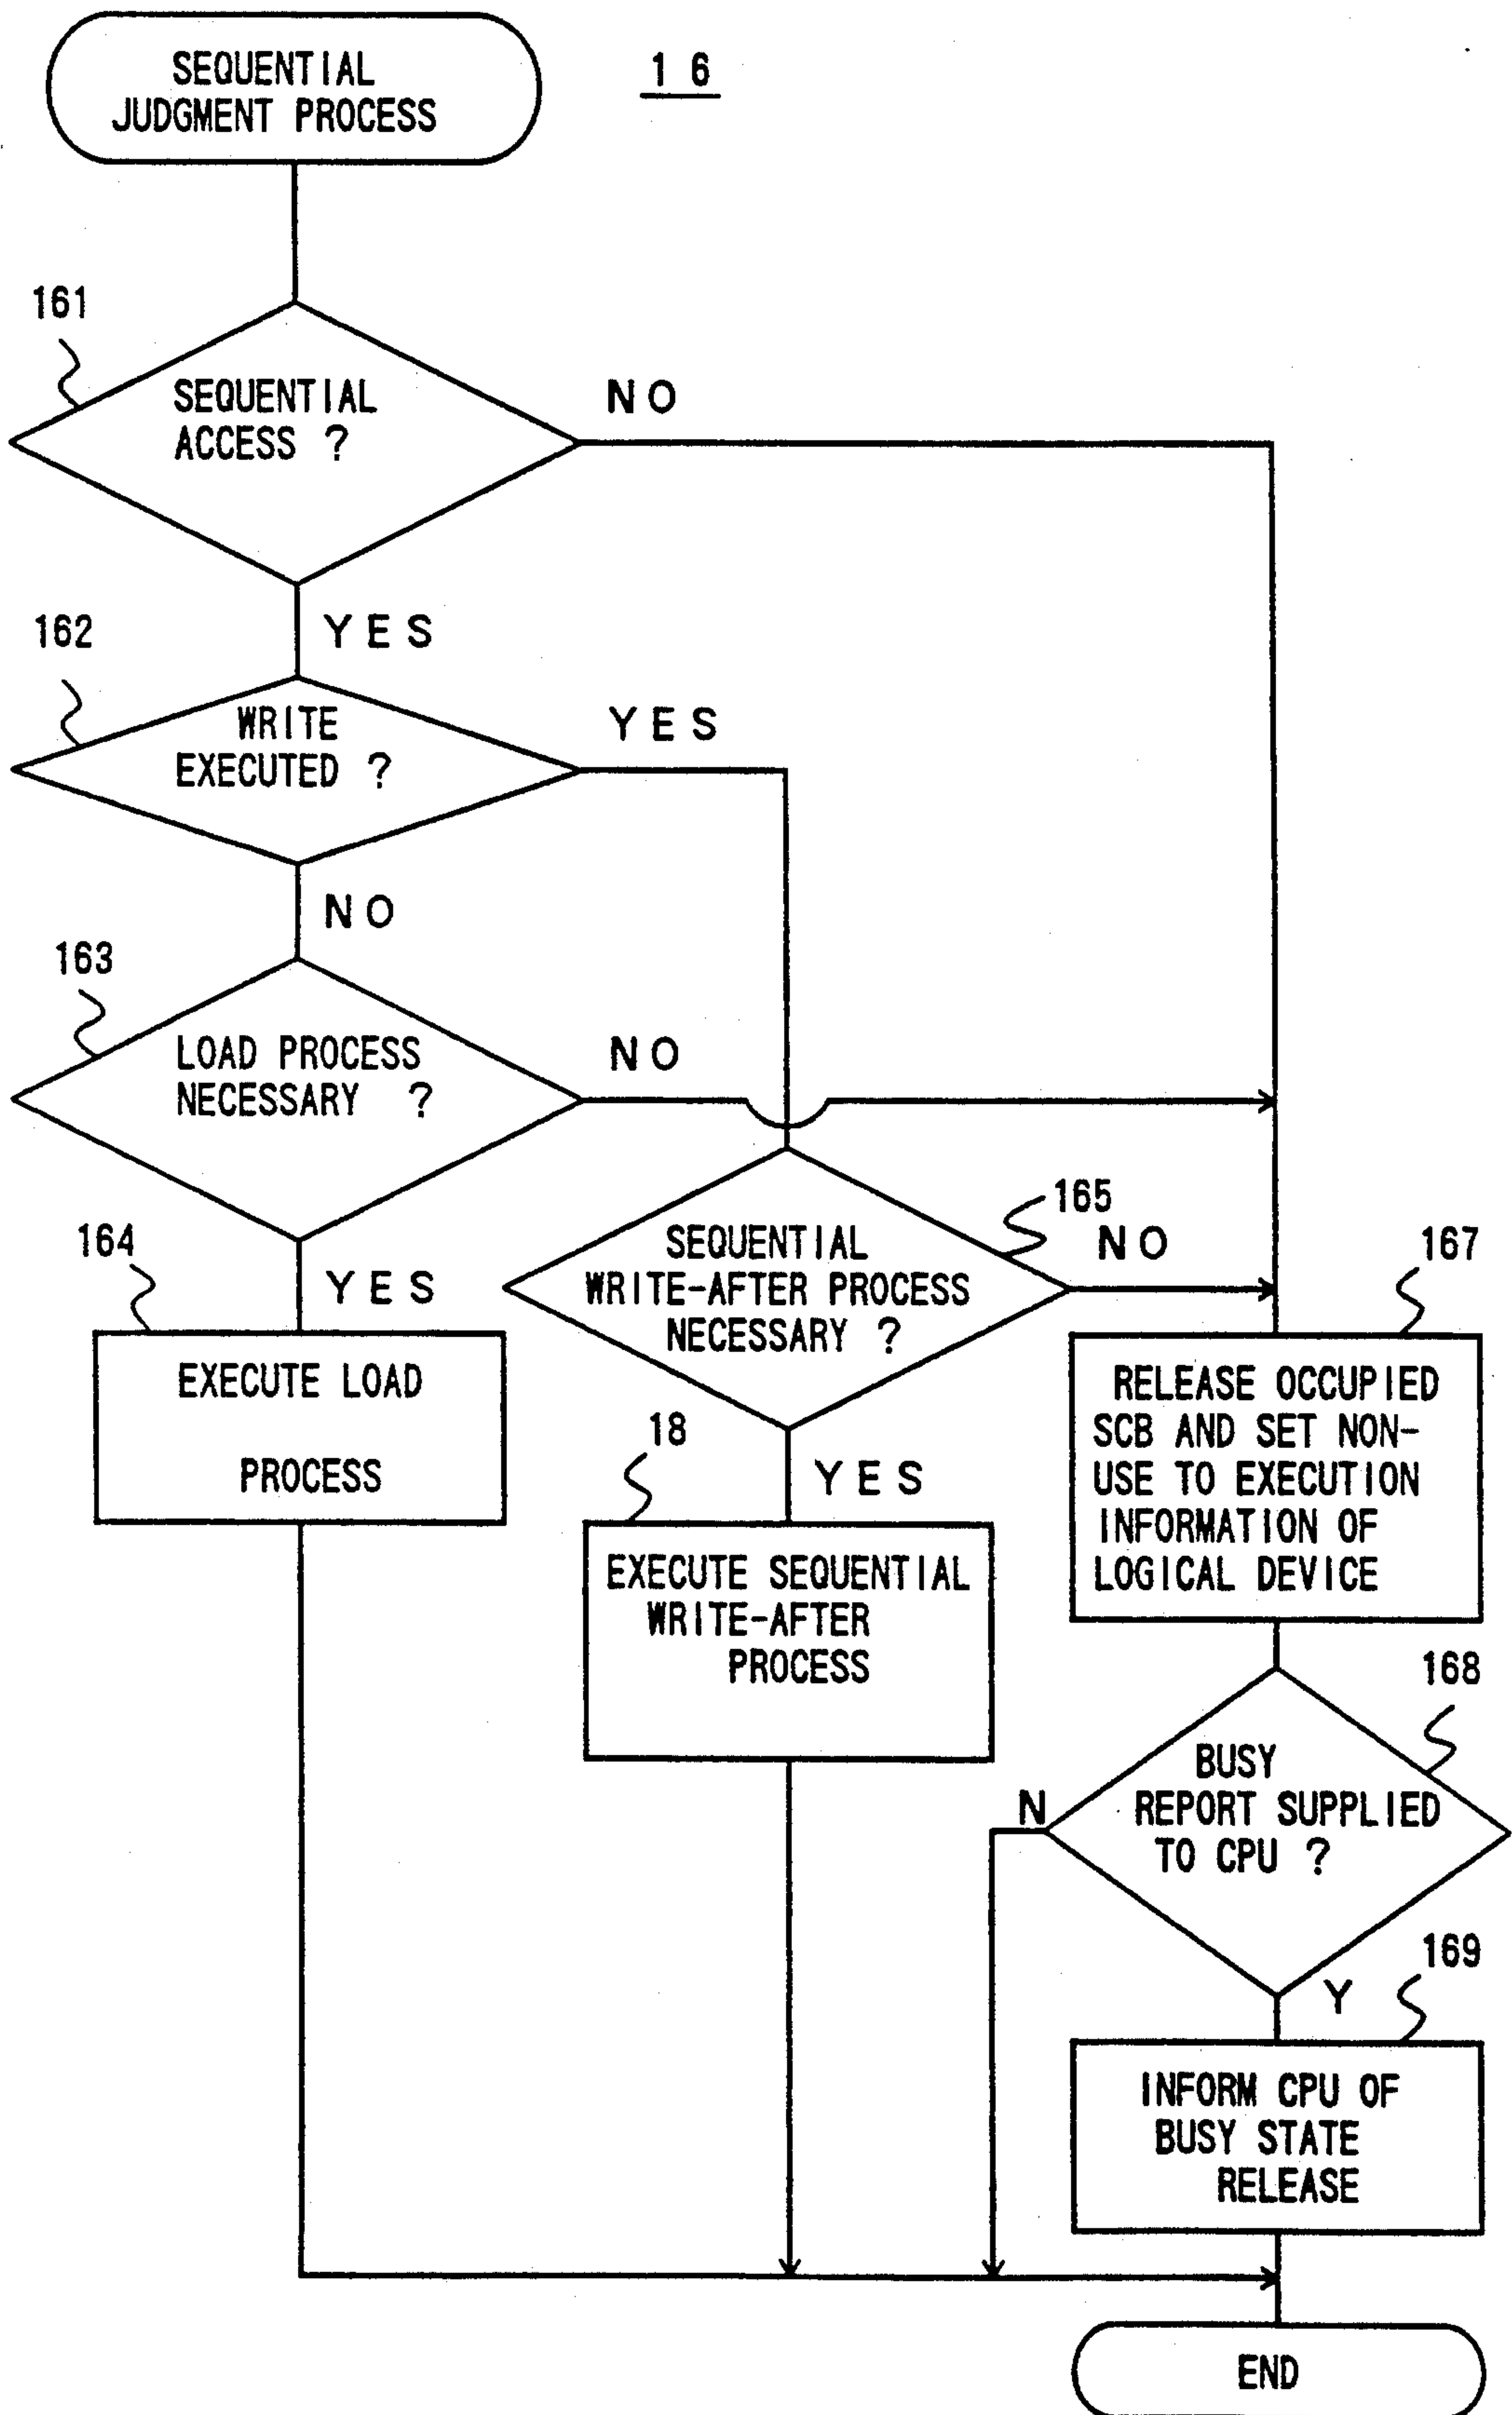 SEQUENTIAL
JUDGMENT PROCESS
16
161
SEQUENTIAL
ACCESS ?
NO
YES
162
WRITE
EXECUTED ?
YES
NO
163
LOAD PROCESS
NECESSARY ?
NO
YES
164
EXECUTE LOAD
PROCESS
165
SEQUENTIAL
WRITE-AFTER PROCESS
NECESSARY ?
NO
YES
18
EXECUTE SEQUENTIAL
WRITE-AFTER
PROCESS
167
RELEASE OCCUPIED
SCB AND SET NON-
USE TO EXECUTION
INFORMATION OF
LOGICAL DEVICE
168
BUSY
REPORT SUPPLIED
TO CPU ?
N
Y
169
INFORM CPU OF
BUSY STATE
RELEASE
END